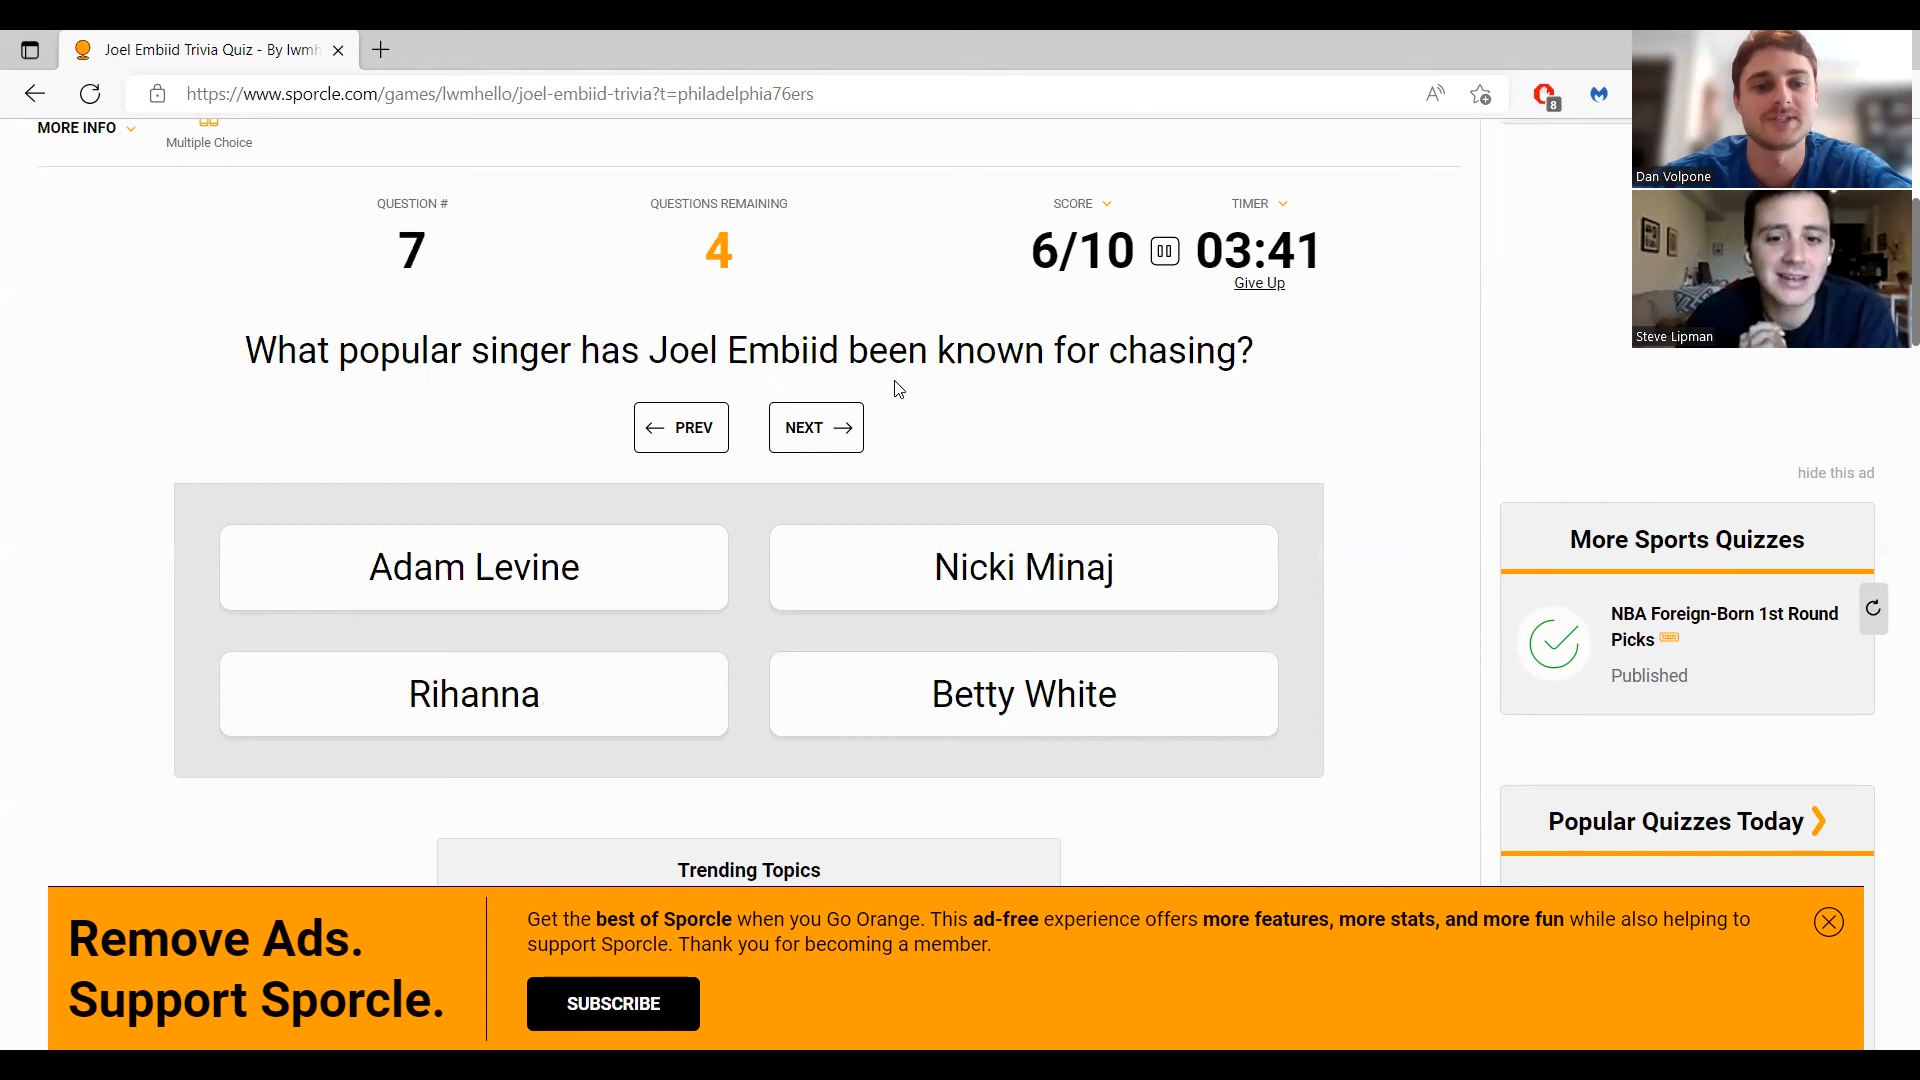 Joel Embiid Trivia Quiz - By lwmh
https://www.sporcle.com/games/lwmhello/joel-embiid-trivia?t=philadelphia76ers
8
MORE INFO
Multiple Choice
QUESTION #
7
QUESTIONS REMAINING
4
SCORE
6/10
TIMER
03:41
Give Up
What popular singer has Joel Embiid been known for chasing?
PREV
NEXT
Adam Levine
Nicki Minaj
Rihanna
Betty White
Trending Topics
Dan Volpone
Steve Lipman
hide this ad
More Sports Quizzes
NBA Foreign-Born 1st Round
Picks
Published
Popular Quizzes Today
Remove Ads.
Support Sporcle.
Get the best of Sporcle when you Go Orange. This ad-free experience offers more features, more stats, and more fun while also helping to
support Sporcle. Thank you for becoming a member.
SUBSCRIBE